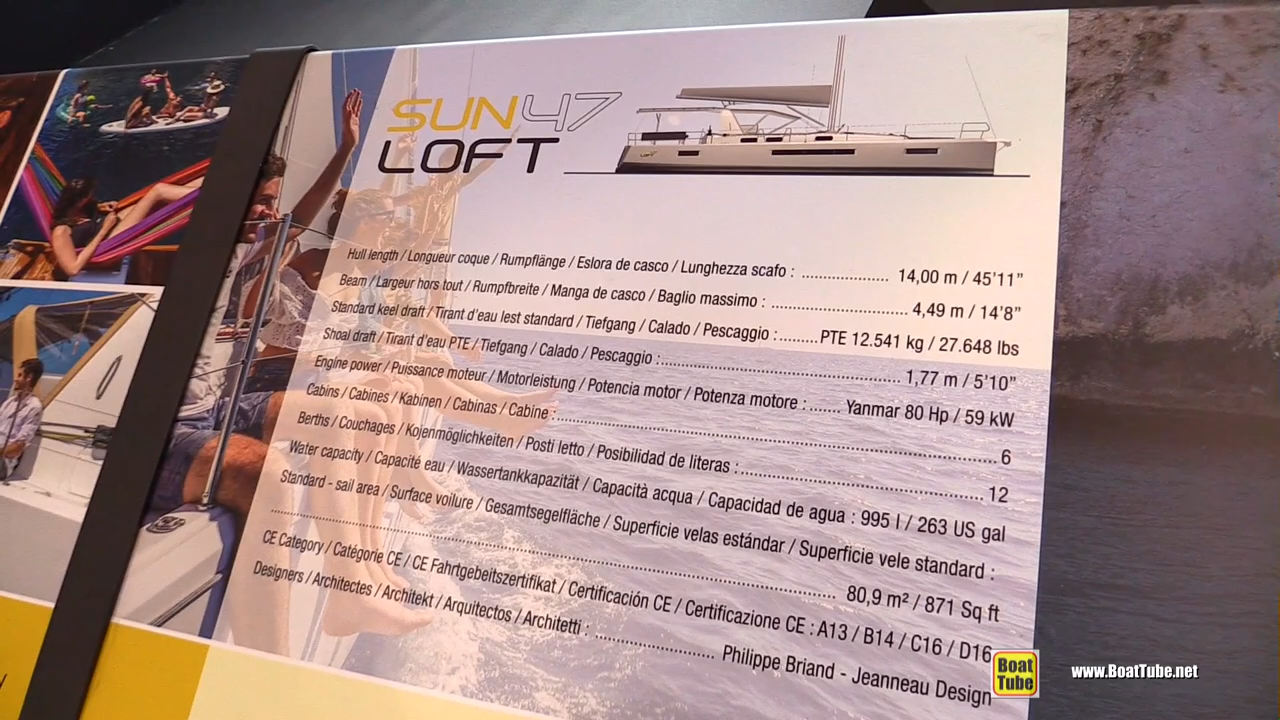 SUN 47
LOFT
Hull length / Longueur coque / Rumpflänge / Eslora de casco / Lunghezza scafo : .................... 14,00 m / 45'11”
Beam / Largeur hors tout / Rumpfbreite / Manga de casco / Baglio massimo : ................................ 4,49 m / 14'8”
Standard keel draft / Tirant d'eau lest standard / Tiefgang / Calado / Pescaggio : ......... PTE 12.541 kg / 27.648 lbs
Shoal draft / Tirant d'eau PTE / Tiefgang / Calado / Pescaggio : ........................................................ 1,77 m / 5'10”
Engine power / Puissance moteur / Motorleistung / Potencia motor / Potenza motore : ....... Yanmar 80 Hp / 59 kW
Cabins / Cabines / Kabinen / Cabinas / Cabine : ........................................................................................................ 6
Berths / Couchages / Kojenmöglichkeiten / Posti letto / Posibilidad de literas : ......................................................... 12
Water capacity / Capacité eau / Wassertankkapazität / Capacità acqua / Capacidad de agua : 995 l / 263 US gal
Standard - sail area / Surface voilure / Gesamtsegelfläche / Superficie velas estándar / Superficie vele standard :
................................................................................................................................ 80,9 m² / 871 Sq ft
CE Category / Catégorie CE / CE Fahrtgebeitszertifikat / Certificación CE / Certificazione CE : A13 / B14 / C16 / D16
Designers / Architectes / Architekt / Arquitectos / Architetti : ............................ Philippe Briand - Jeanneau Design
Boat
Tube
www.BoatTube.net